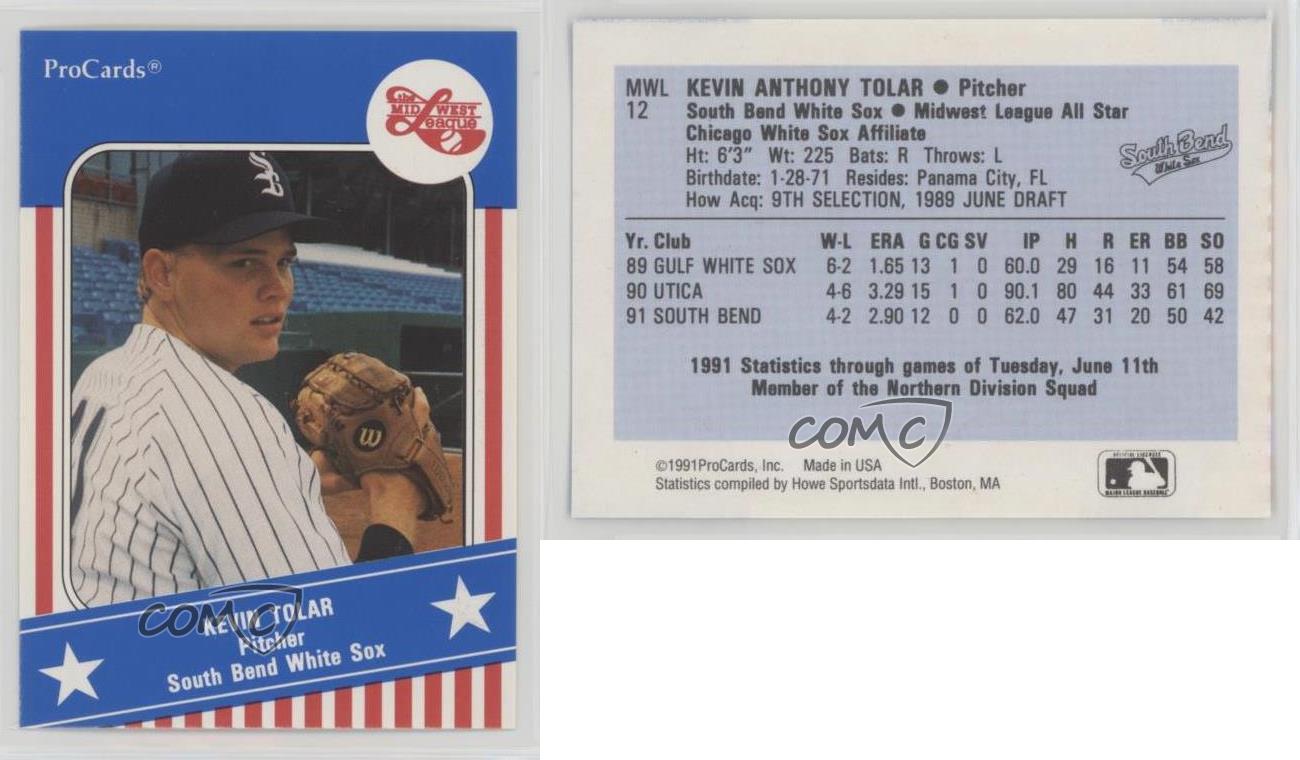 ProCards®
the
MIDWEST
League
W
KEVIN TOLAR
Pitcher
South Bend White Sox
COMC
MWL KEVIN ANTHONY TOLAR ● Pitcher
12 South Bend White Sox ● Midwest League All Star
Chicago White Sox Affiliate
Ht: 6'3" Wt: 225 Bats: R Throws: L
Birthdate: 1-28-71 Resides: Panama City, FL
How Acq: 9TH SELECTION, 1989 JUNE DRAFT
South Bend
White Sox
Yr. Club W-L ERA G CG SV IP H R ER BB SO
89 GULF WHITE SOX 6-2 1.65 13 1 0 60.0 29 16 11 54 58
90 UTICA 4-6 3.29 15 1 0 90.1 80 44 33 61 69
91 SOUTH BEND 4-2 2.90 12 0 0 62.0 47 31 20 50 42
1991 Statistics through games of Tuesday, June 11th
Member of the Northern Division Squad
COMC
©1991ProCards, Inc. Made in USA
Statistics compiled by Howe Sportsdata Intl., Boston, MA
OFFICIAL LICENSEE
MAJOR LEAGUE BASEBALL